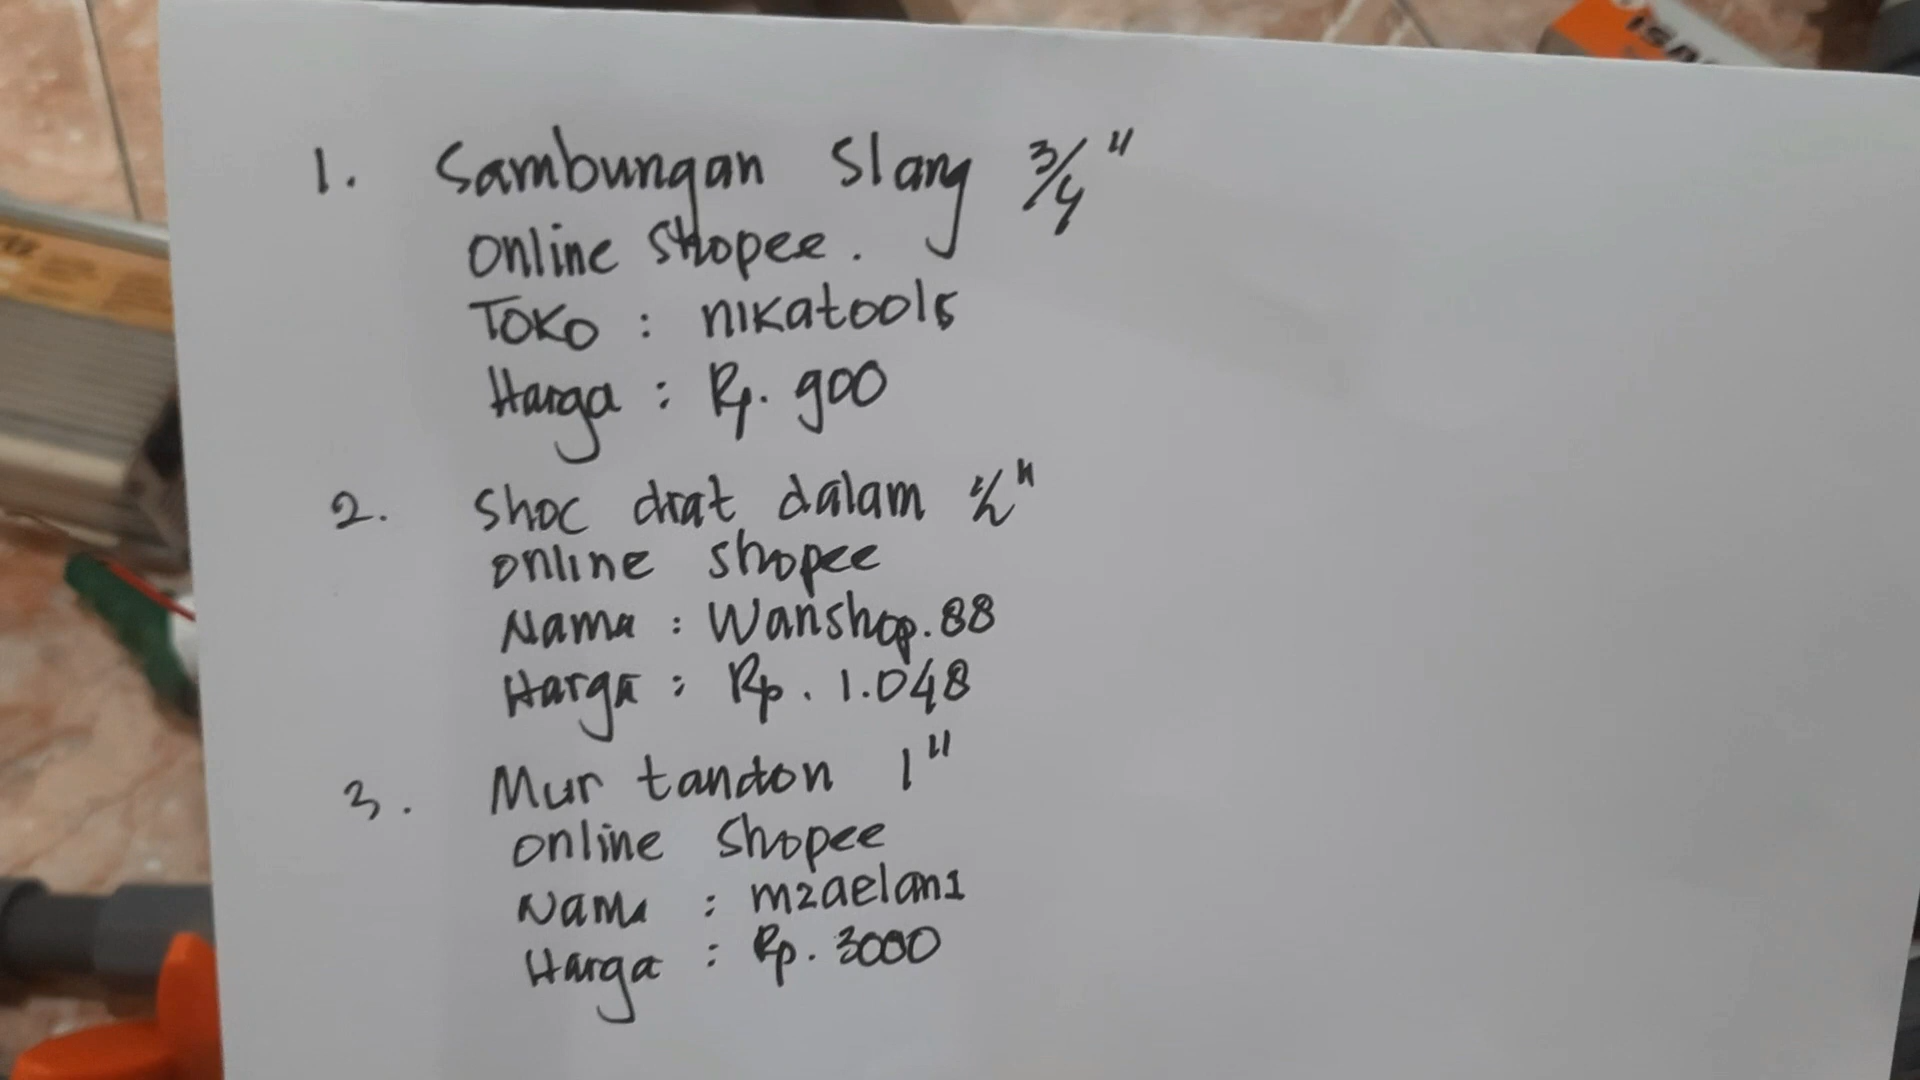 1. Sambungan Slang 3/4"
online Shopee.
Toko : nikatools
Harga : Rp. 900
2. Shoc drat dalam 1/2"
online shopee
Nama : Wanshop.88
Harga : Rp. 1.048
3. Mur tandon 1"
online shopee
Nama : mzaelan1
Harga : Rp. 3000